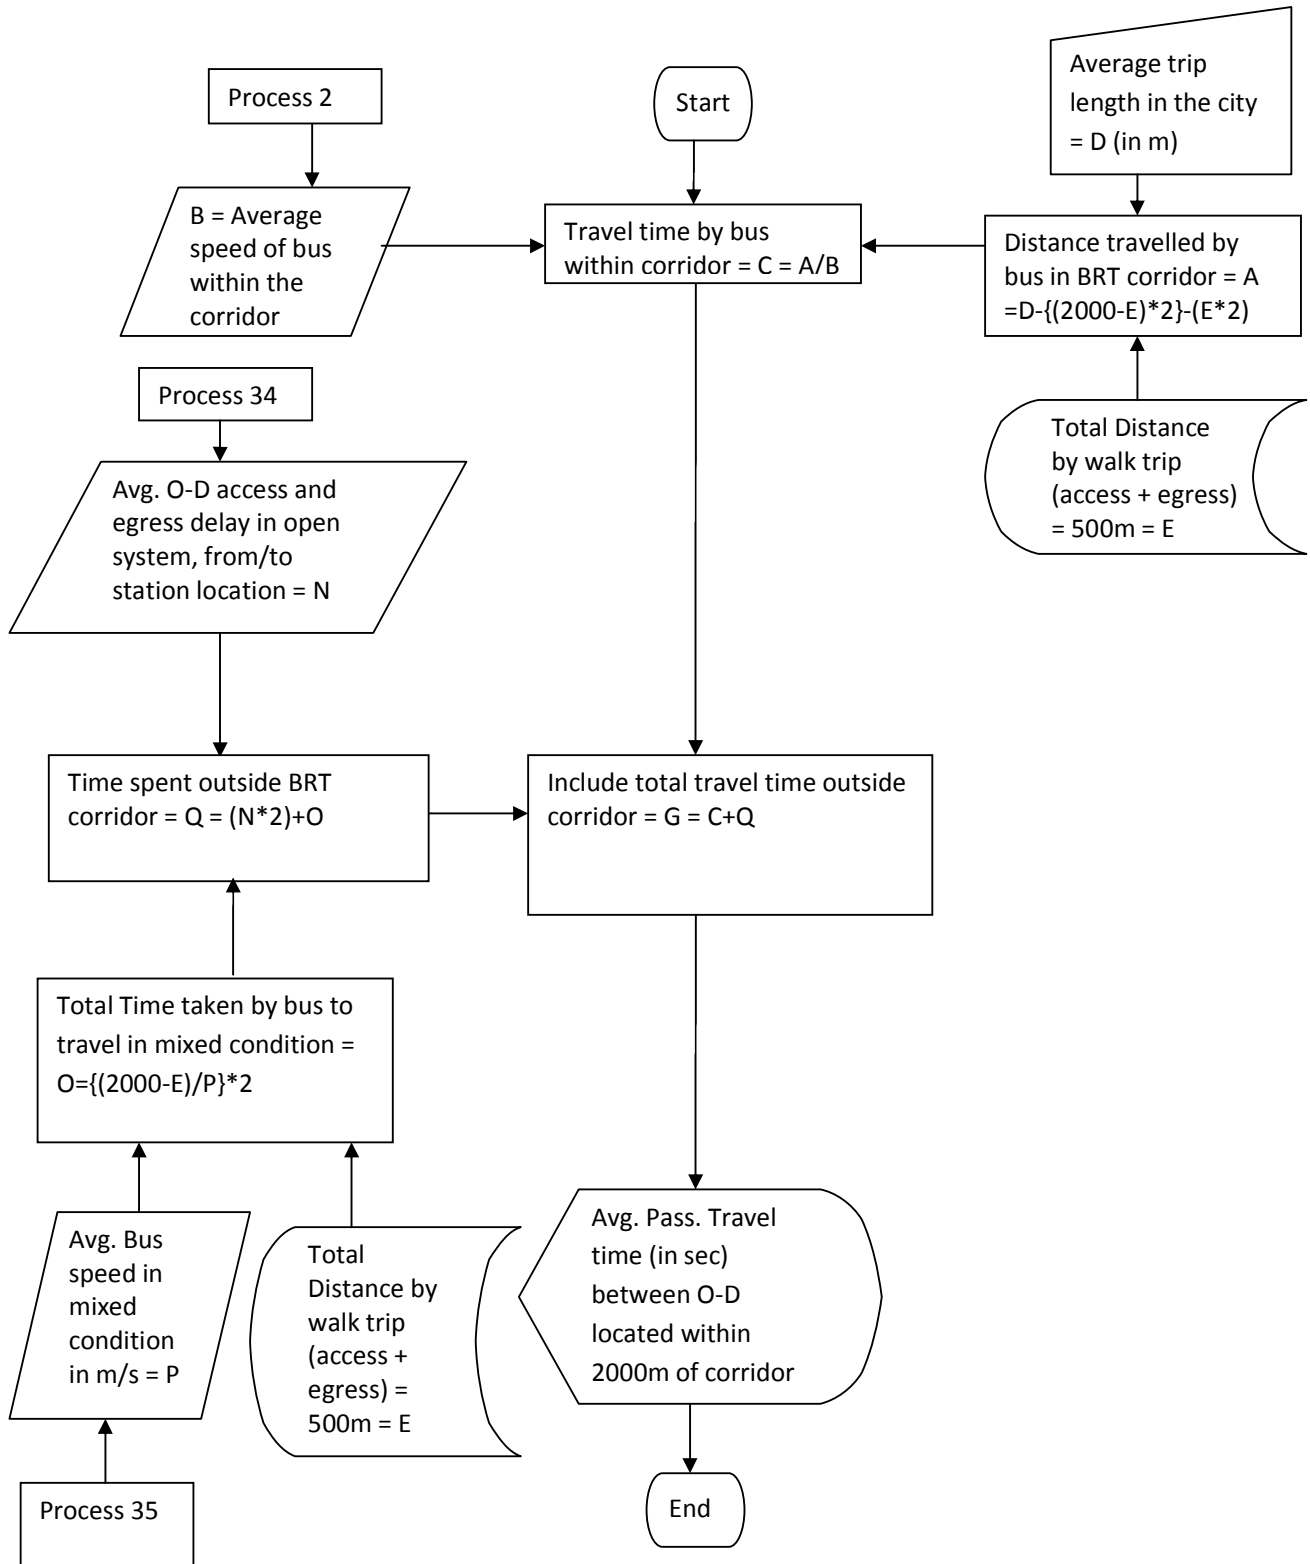 Process 2
Start
Average trip
length in the city
= D (in m)
B = Average
speed of bus
within the
corridor
Travel time by bus
within corridor = C = A/B
Distance travelled by
bus in BRT corridor = A
=D-{(2000-E)*2}-(E*2)
Process 34
Avg. O-D access and
egress delay in open
system, from/to
station location = N
Total Distance
by walk trip
(access + egress)
= 500m = E
Time spent outside BRT
corridor = Q = (N*2)+O
Include total travel time outside
corridor = G = C+Q
Total Time taken by bus to
travel in mixed condition =
O={(2000-E)/P}*2
Avg. Bus
speed in
mixed
condition
in m/s = P
Total
Distance by
walk trip
(access +
egress) =
500m = E
Avg. Pass. Travel
time (in sec)
between O-D
located within
2000m of corridor
Process 35
End